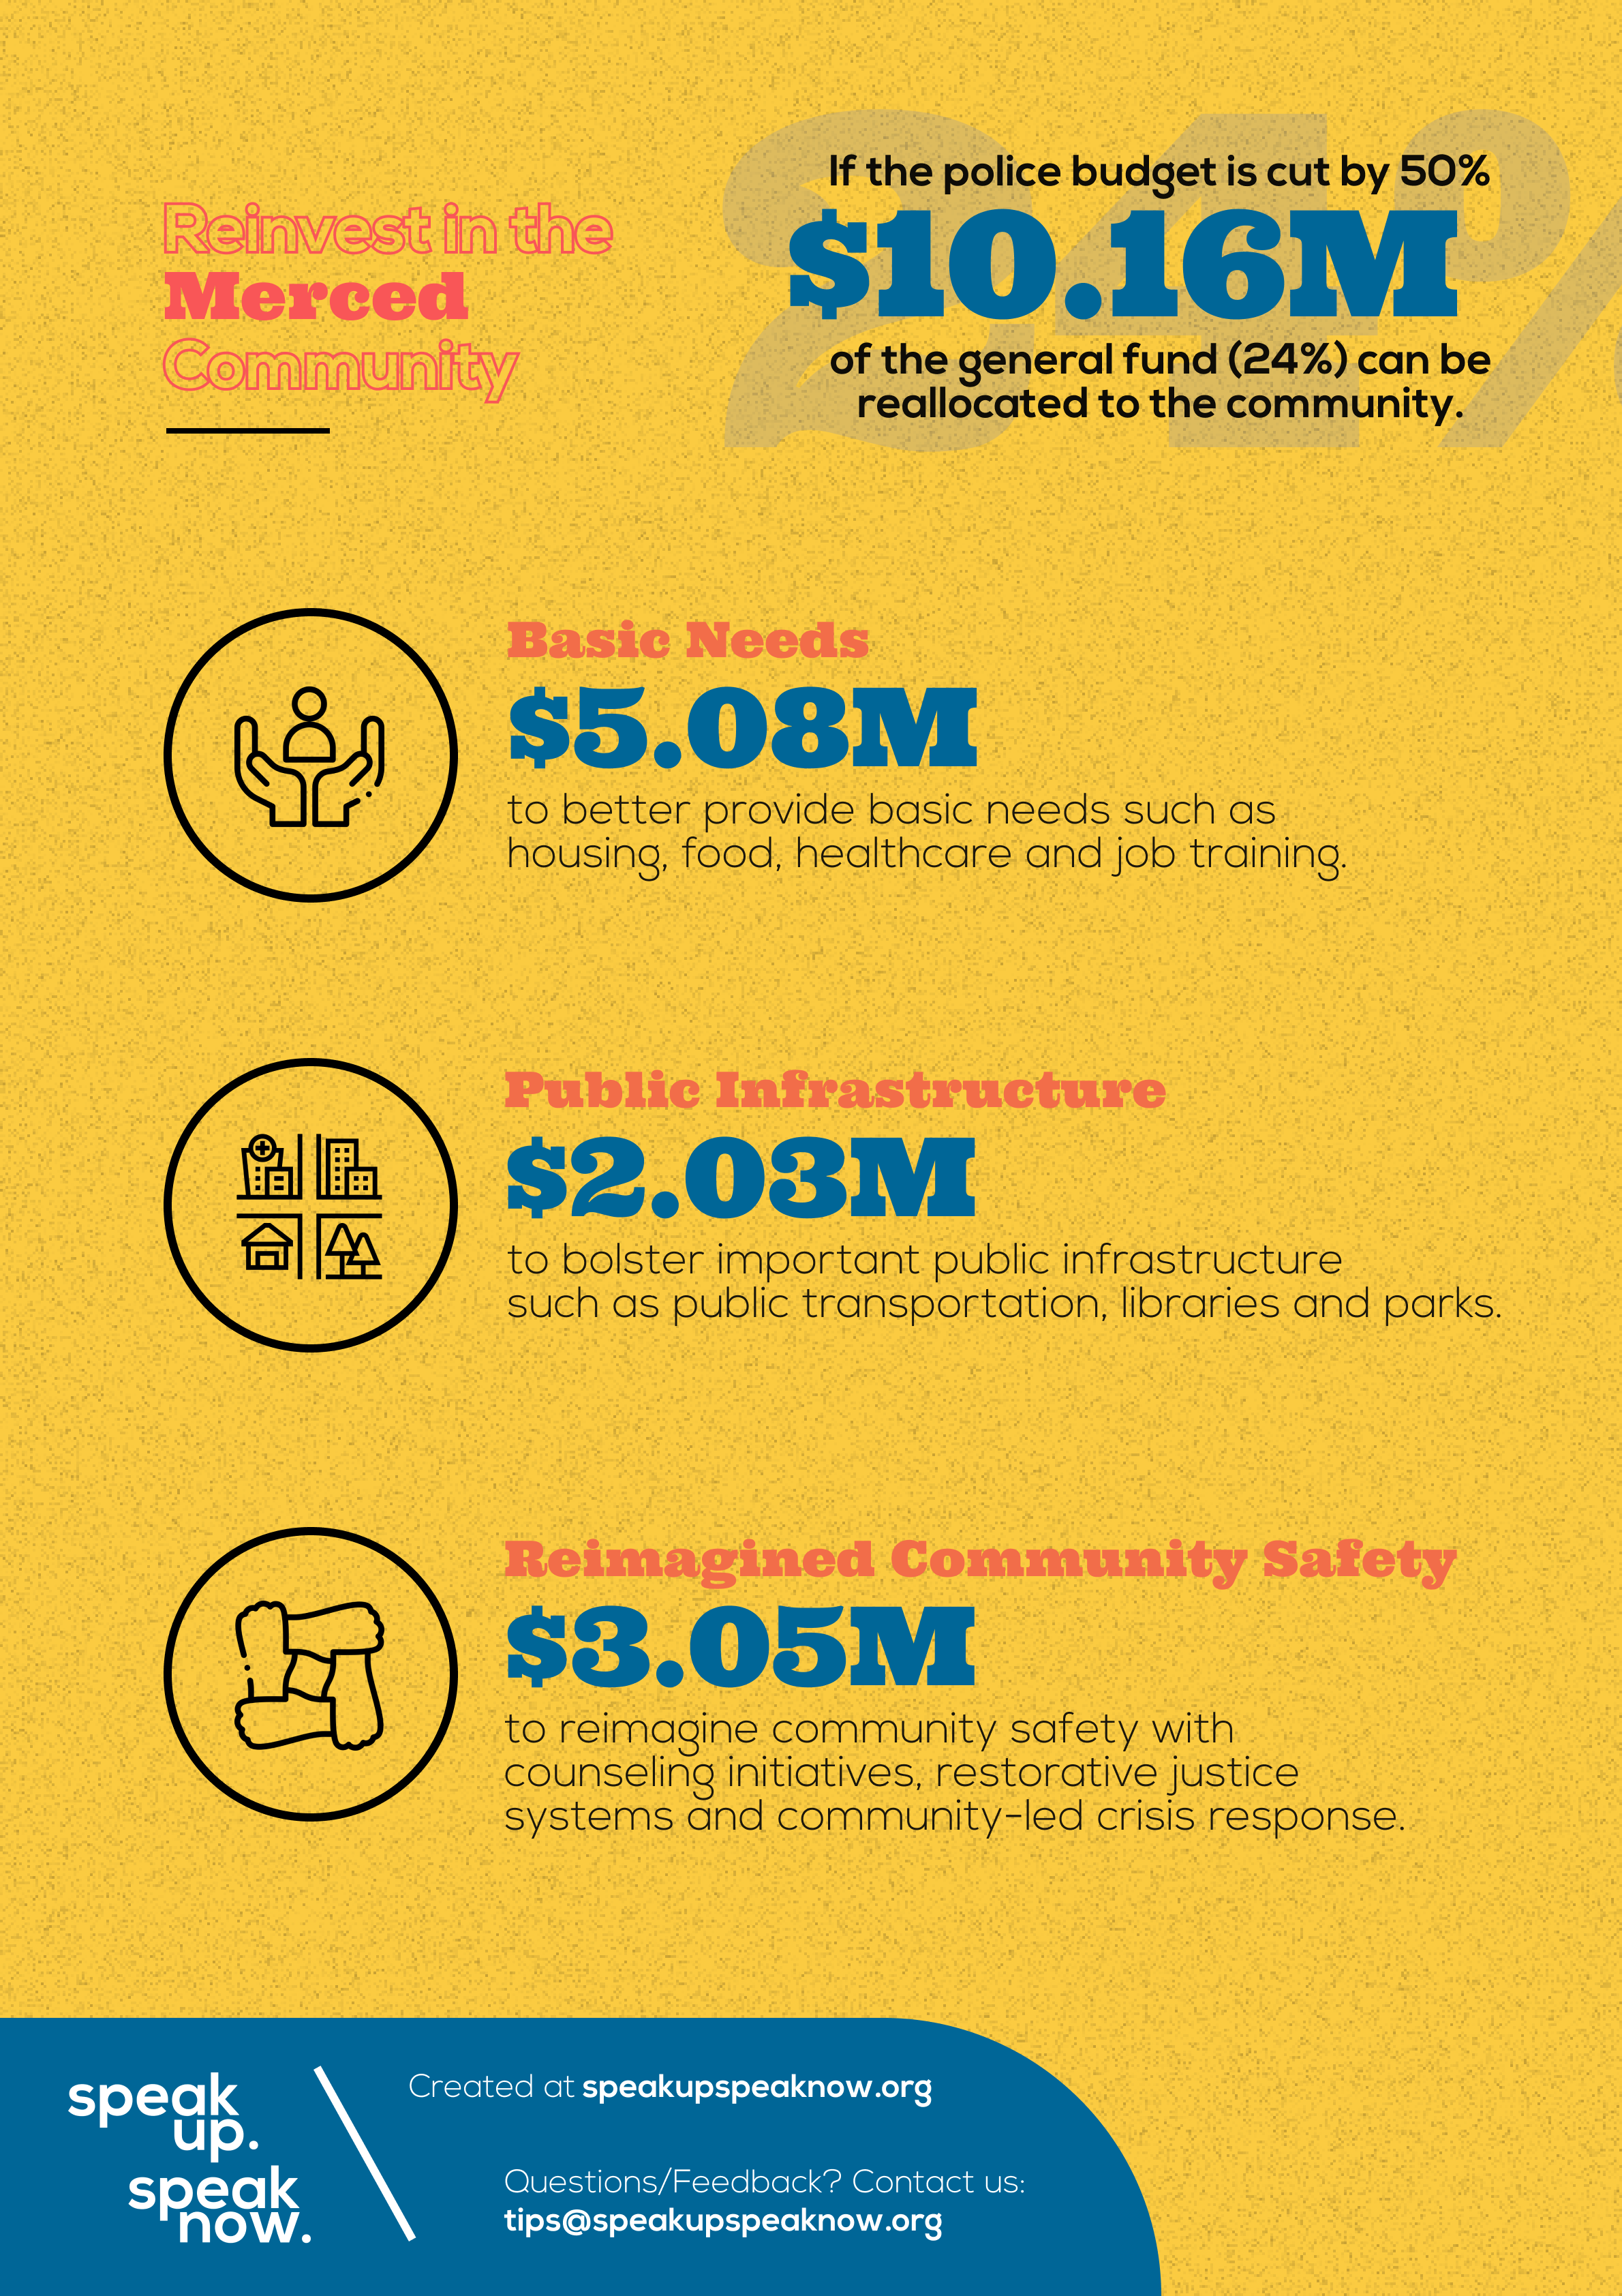 24%
If the police budget is cut by 50%
$10.16M
of the general fund (24%) can be
reallocated to the community.
Reinvest in the
Merced
Community
Basic Needs
$5.08M
to better provide basic needs such as
housing, food, healthcare and job training.
Public Infrastructure
$2.03M
to bolster important public infrastructure
such as public transportation, libraries and parks.
Reimagined Community Safety
$3.05M
to reimagine community safety with
counseling initiatives, restorative justice
systems and community-led crisis response.
speak
up.
speak
now.
Created at speakupspeaknow.org
Questions/Feedback? Contact us:
tips@speakupspeaknow.org